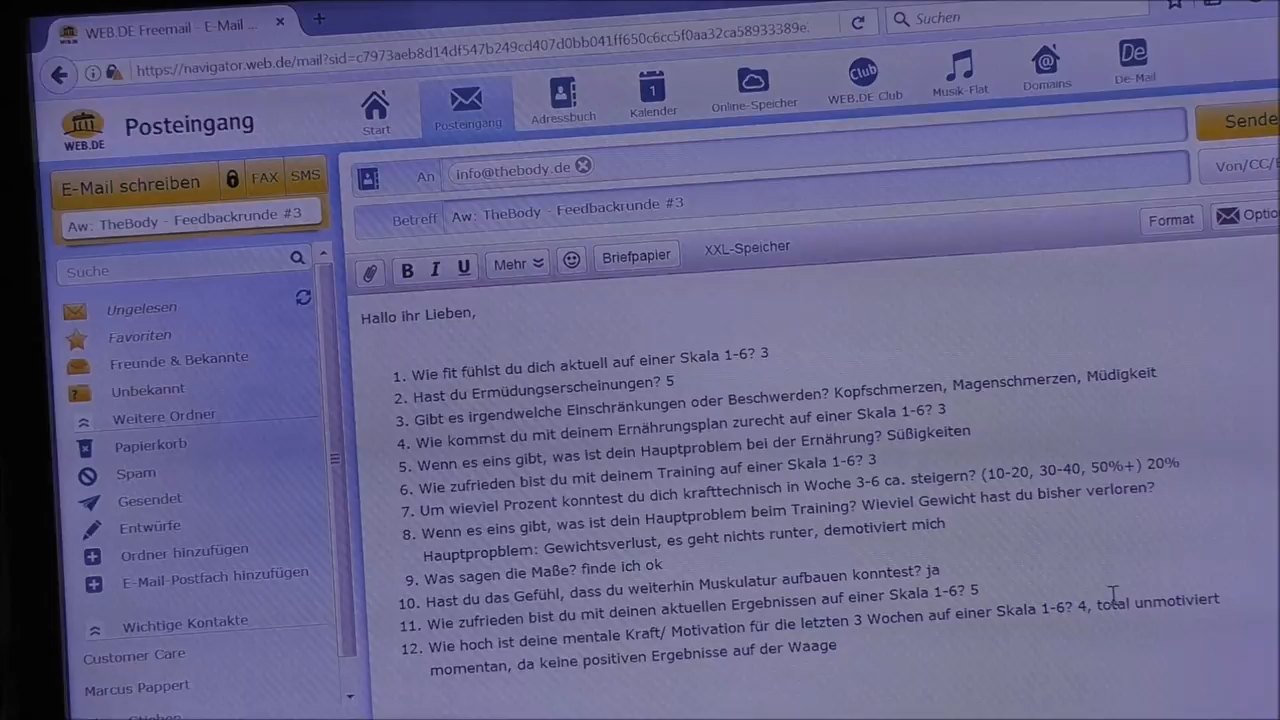 WEB.DE Freemail - E-Mail ...
https://navigator.web.de/mail?sid=c7973aeb8d14df547b249cd407d0bb041ff650c6cc5f0aa32ca58933389e.
Suchen
WEB.DE
Posteingang
Start
Posteingang
Adressbuch
1
Kalender
Online-Speicher
Club
WEB.DE Club
Musik-Flat
@
Domains
De
De-Mail
E-Mail schreiben
FAX
SMS
Aw: TheBody - Feedbackrunde #3
Suche
Ungelesen
Favoriten
Freunde & Bekannte
Unbekannt
Weitere Ordner
Papierkorb
Spam
Gesendet
Entwürfe
Ordner hinzufügen
E-Mail-Postfach hinzufügen
Wichtige Kontakte
Customer Care
Marcus Pappert
An
info@thebody.de
Sende
Betreff
Aw: TheBody - Feedbackrunde #3
Von/CC/
B I U
Mehr
Briefpapier
XXL-Speicher
Format
Optio
Hallo ihr Lieben,
1. Wie fit fühlst du dich aktuell auf einer Skala 1-6? 3
2. Hast du Ermüdungserscheinungen? 5
3. Gibt es irgendwelche Einschränkungen oder Beschwerden? Kopfschmerzen, Magenschmerzen, Müdigkeit
4. Wie kommst du mit deinem Ernährungsplan zurecht auf einer Skala 1-6? 3
5. Wenn es eins gibt, was ist dein Hauptproblem bei der Ernährung? Süßigkeiten
6. Wie zufrieden bist du mit deinem Training auf einer Skala 1-6? 3
7. Um wieviel Prozent konntest du dich krafttechnisch in Woche 3-6 ca. steigern? (10-20, 30-40, 50%+) 20%
8. Wenn es eins gibt, was ist dein Hauptproblem beim Training? Wieviel Gewicht hast du bisher verloren?
Hauptpropblem: Gewichtsverlust, es geht nichts runter, demotiviert mich
9. Was sagen die Maße? finde ich ok
10. Hast du das Gefühl, dass du weiterhin Muskulatur aufbauen konntest? ja
11. Wie zufrieden bist du mit deinen aktuellen Ergebnissen auf einer Skala 1-6? 5
12. Wie hoch ist deine mentale Kraft/ Motivation für die letzten 3 Wochen auf einer Skala 1-6? 4, total unmotiviert
momentan, da keine positiven Ergebnisse auf der Waage